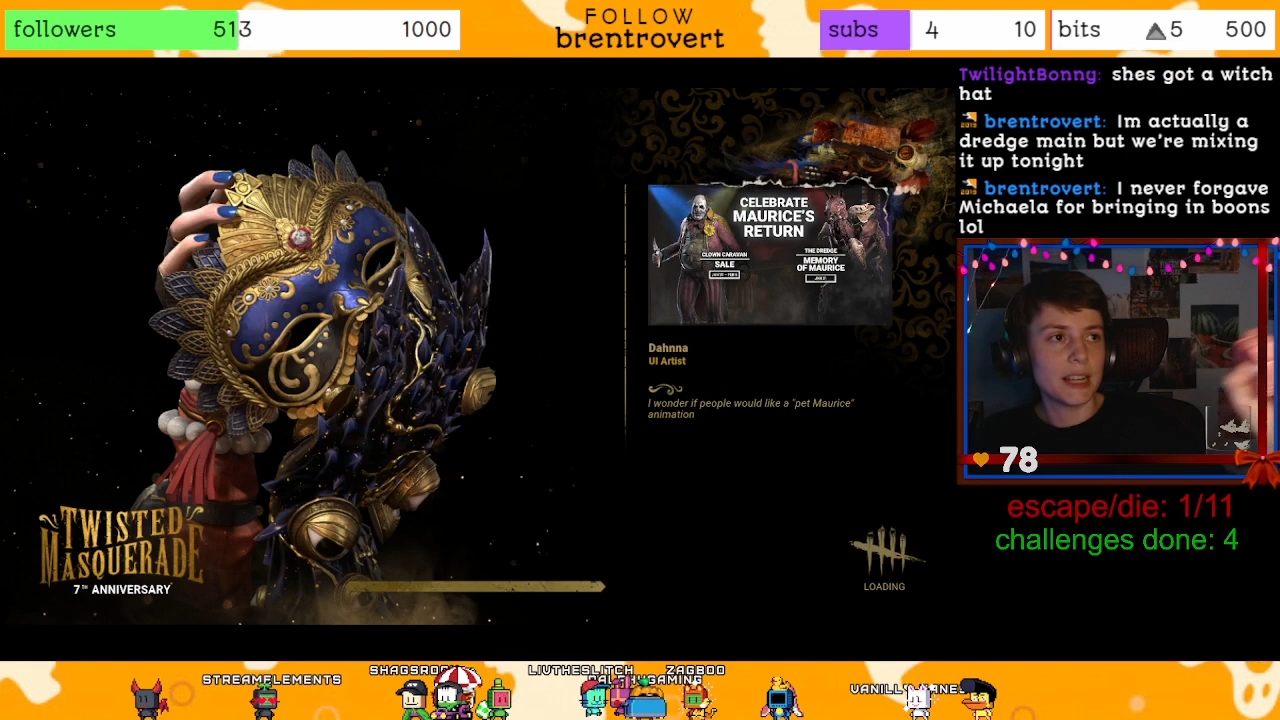 followers 513 1000
FOLLOW
brentrovert
subs 4 10
bits 5 500
TwilightBonny: shes got a witch
hat
brentrovert: Im actually a
dredge main but we're mixing
it up tonight
brentrovert: I never forgave
Michaela for bringing in boons
lol
CELEBRATE
MAURICE'S
RETURN
CLOWN CARAVAN
SALE
THE DREDGE
MEMORY
OF MAURICE
Dahnna
UI Artist
I wonder if people would like a "pet Maurice"
animation
78
escape/die: 1/11
challenges done: 4
TWISTED
MASQUERADE
7TH ANNIVERSARY
LOADING
STREAMELEMENTS
LIVTHESLITCH
ZAGBOO